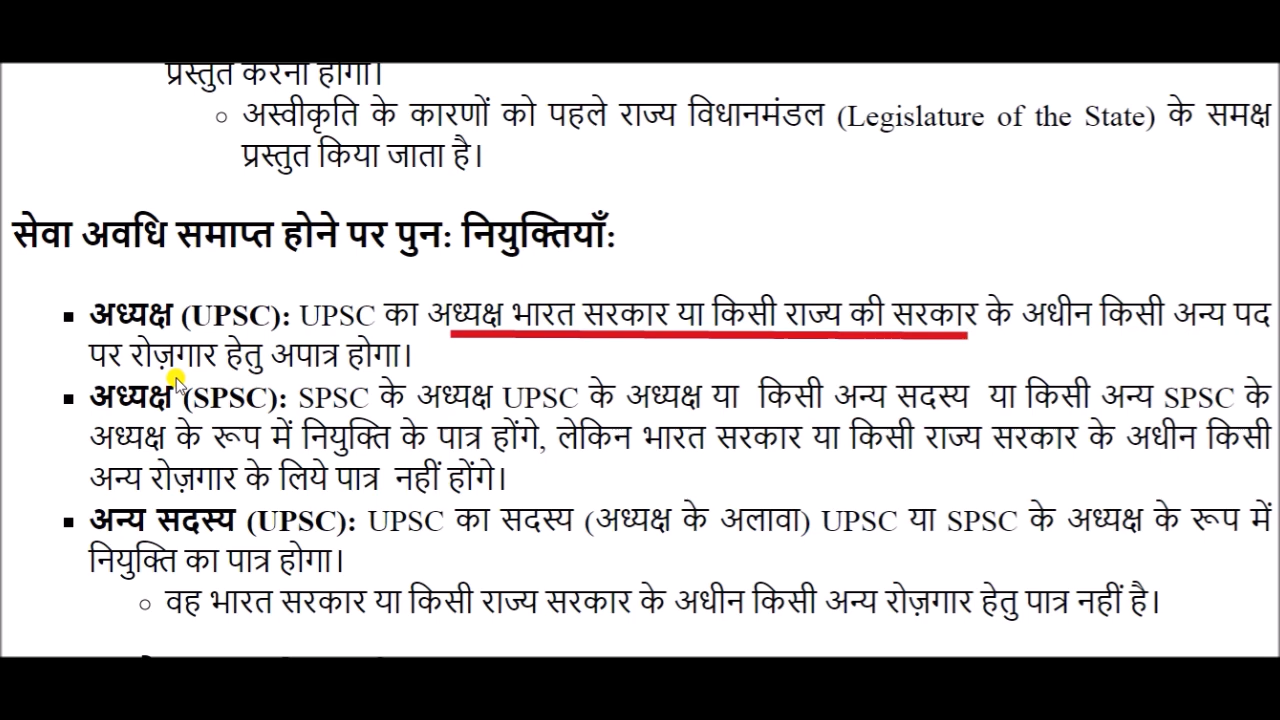 प्रस्तुत करना होगा।
○ अस्वीकृति के कारणों को पहले राज्य विधानमंडल (Legislature of the State) के समक्ष
प्रस्तुत किया जाता है।
सेवा अवधि समाप्त होने पर पुनः नियुक्तियाँ:
▪ अध्यक्ष (UPSC): UPSC का अध्यक्ष भारत सरकार या किसी राज्य की सरकार के अधीन किसी अन्य पद
पर रोज़गार हेतु अपात्र होगा।
▪ अध्यक्ष (SPSC): SPSC के अध्यक्ष UPSC के अध्यक्ष या किसी अन्य सदस्य या किसी अन्य SPSC के
अध्यक्ष के रूप में नियुक्ति के पात्र होंगे, लेकिन भारत सरकार या किसी राज्य सरकार के अधीन किसी
अन्य रोज़गार के लिये पात्र नहीं होंगे।
▪ अन्य सदस्य (UPSC): UPSC का सदस्य (अध्यक्ष के अलावा) UPSC या SPSC के अध्यक्ष के रूप में
नियुक्ति का पात्र होगा।
○ वह भारत सरकार या किसी राज्य सरकार के अधीन किसी अन्य रोज़गार हेतु पात्र नहीं है।